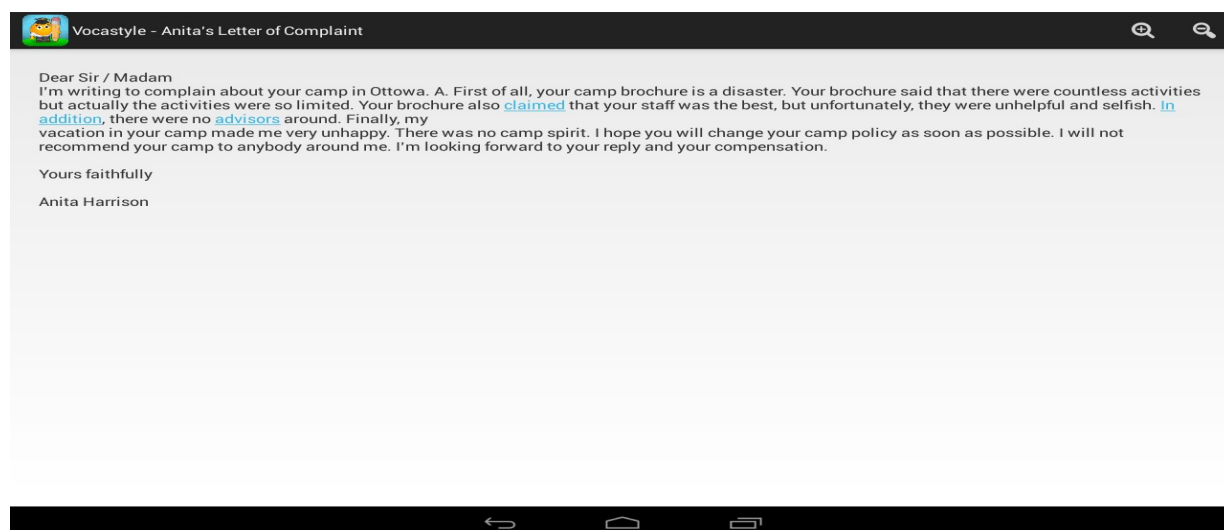 Vocastyle - Anita's Letter of Complaint
Dear Sir / Madam
I'm writing to complain about your camp in Ottowa. A. First of all, your camp brochure is a disaster. Your brochure said that there were countless activities
but actually the activities were so limited. Your brochure also claimed that your staff was the best, but unfortunately, they were unhelpful and selfish. In
addition, there were no advisors around. Finally, my
vacation in your camp made me very unhappy. There was no camp spirit. I hope you will change your camp policy as soon as possible. I will not
recommend your camp to anybody around me. I'm looking forward to your reply and your compensation.
Yours faithfully
Anita Harrison